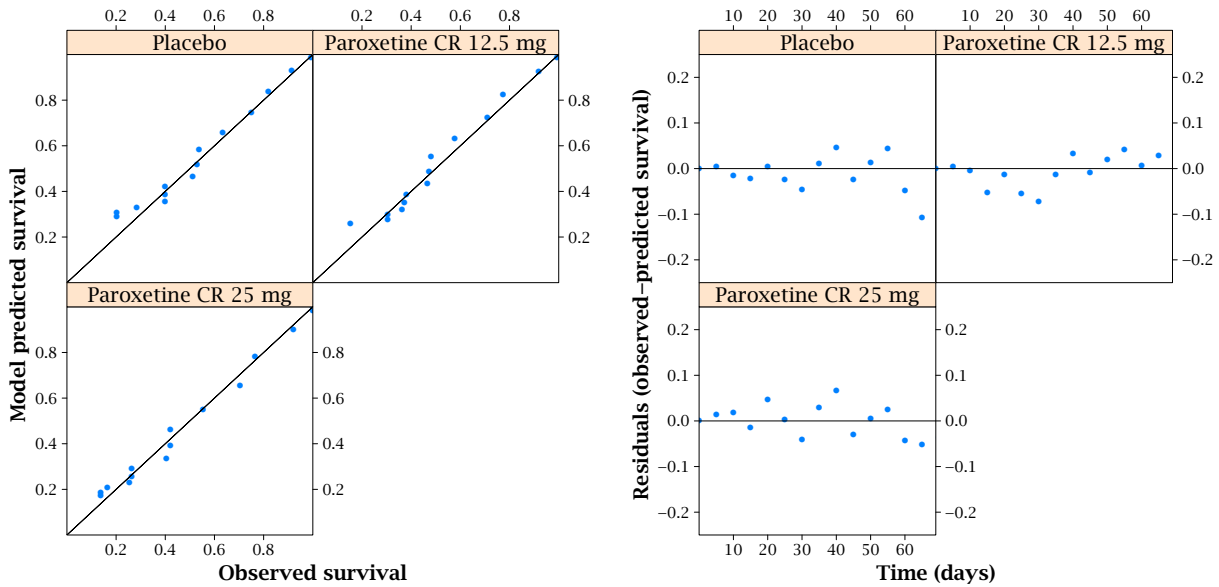 0.2 0.4 0.6 0.8 0.2 0.4 0.6 0.8
Placebo Paroxetine CR 12.5 mg
0.8 0.8
0.6 0.6
0.4 0.4
0.2 0.2
Paroxetine CR 25 mg
0.8 0.8
0.6 0.6
0.4 0.4
0.2 0.2
0.2 0.4 0.6 0.8
Model predicted survival
Observed survival
10 20 30 40 50 60 10 20 30 40 50 60
Placebo Paroxetine CR 12.5 mg
0.2 0.2
0.1 0.1
0.0 0.0
−0.1 −0.1
−0.2 −0.2
Paroxetine CR 25 mg
0.2 0.2
0.1 0.1
0.0 0.0
−0.1 −0.1
−0.2 −0.2
10 20 30 40 50 60
Residuals (observed−predicted survival)
Time (days)